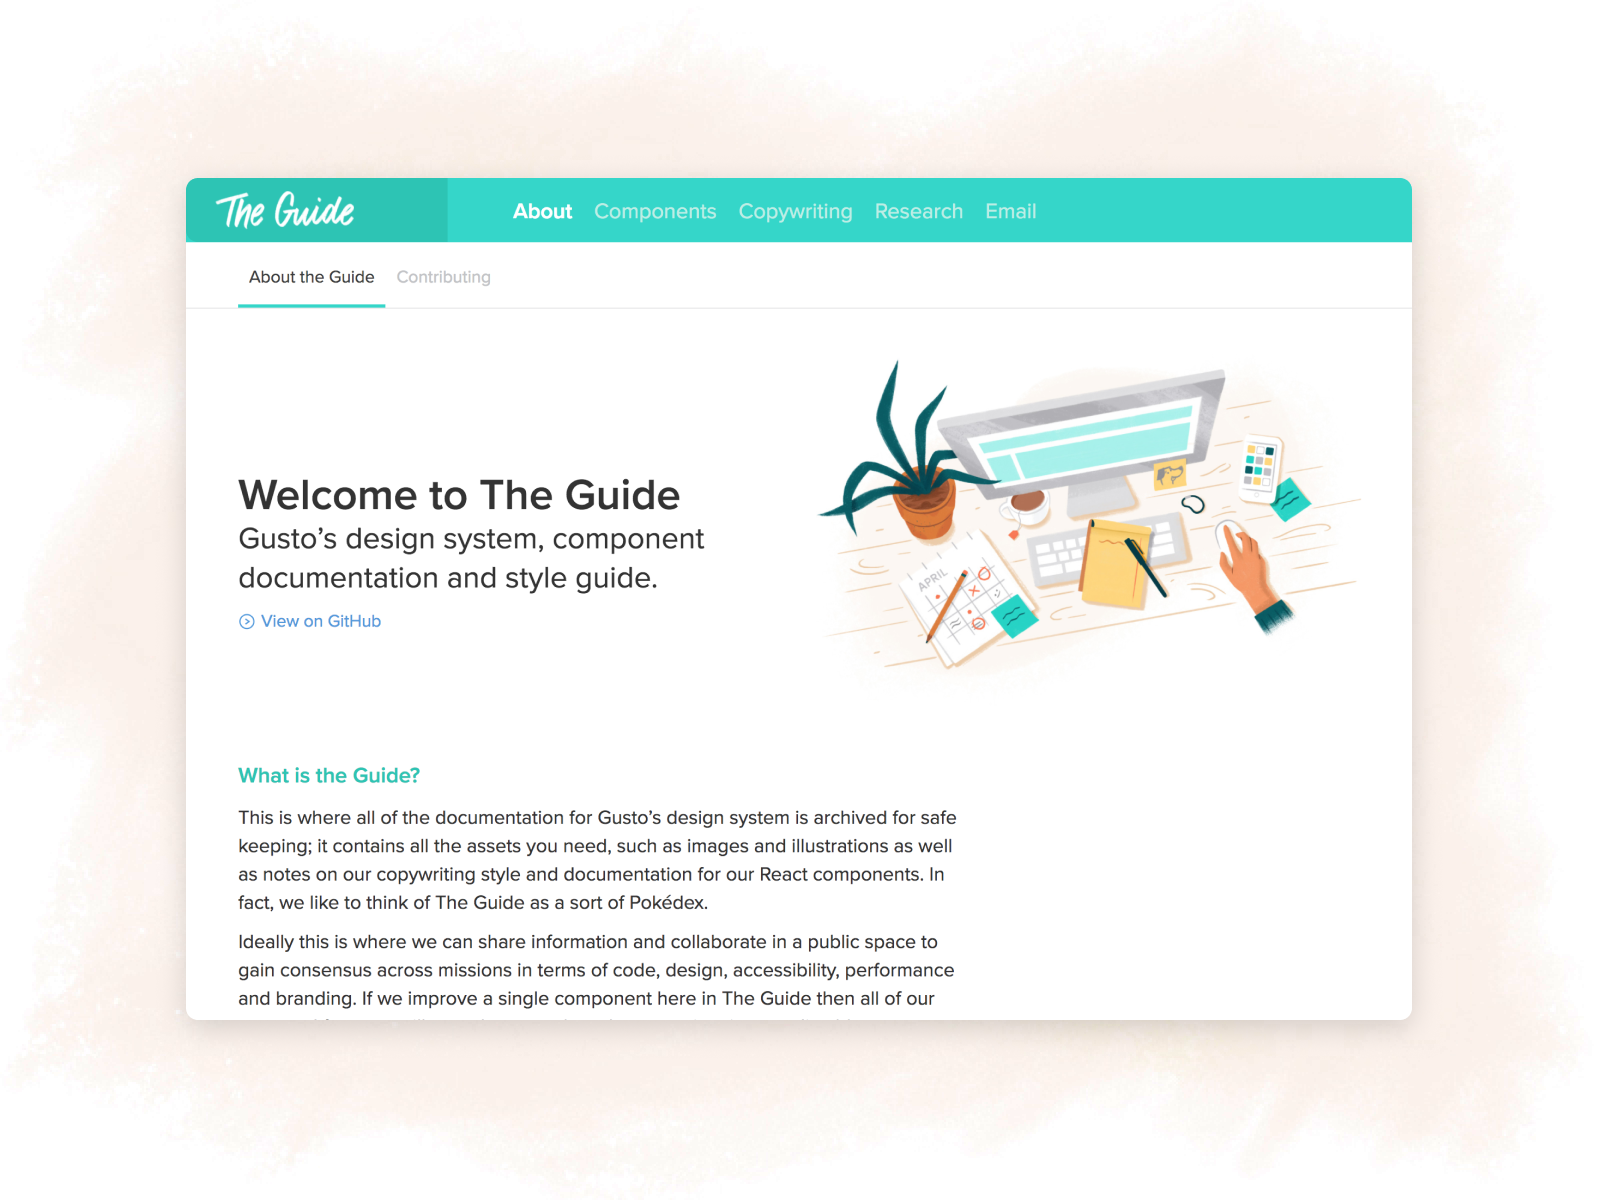 The Guide
About Components Copywriting Research Email
About the Guide Contributing
Welcome to The Guide
Gusto’s design system, component
documentation and style guide.
View on GitHub
APRIL
What is the Guide?
This is where all of the documentation for Gusto’s design system is archived for safe
keeping; it contains all the assets you need, such as images and illustrations as well
as notes on our copywriting style and documentation for our React components. In
fact, we like to think of The Guide as a sort of Pokédex.
Ideally this is where we can share information and collaborate in a public space to
gain consensus across missions in terms of code, design, accessibility, performance
and branding. If we improve a single component here in The Guide then all of our